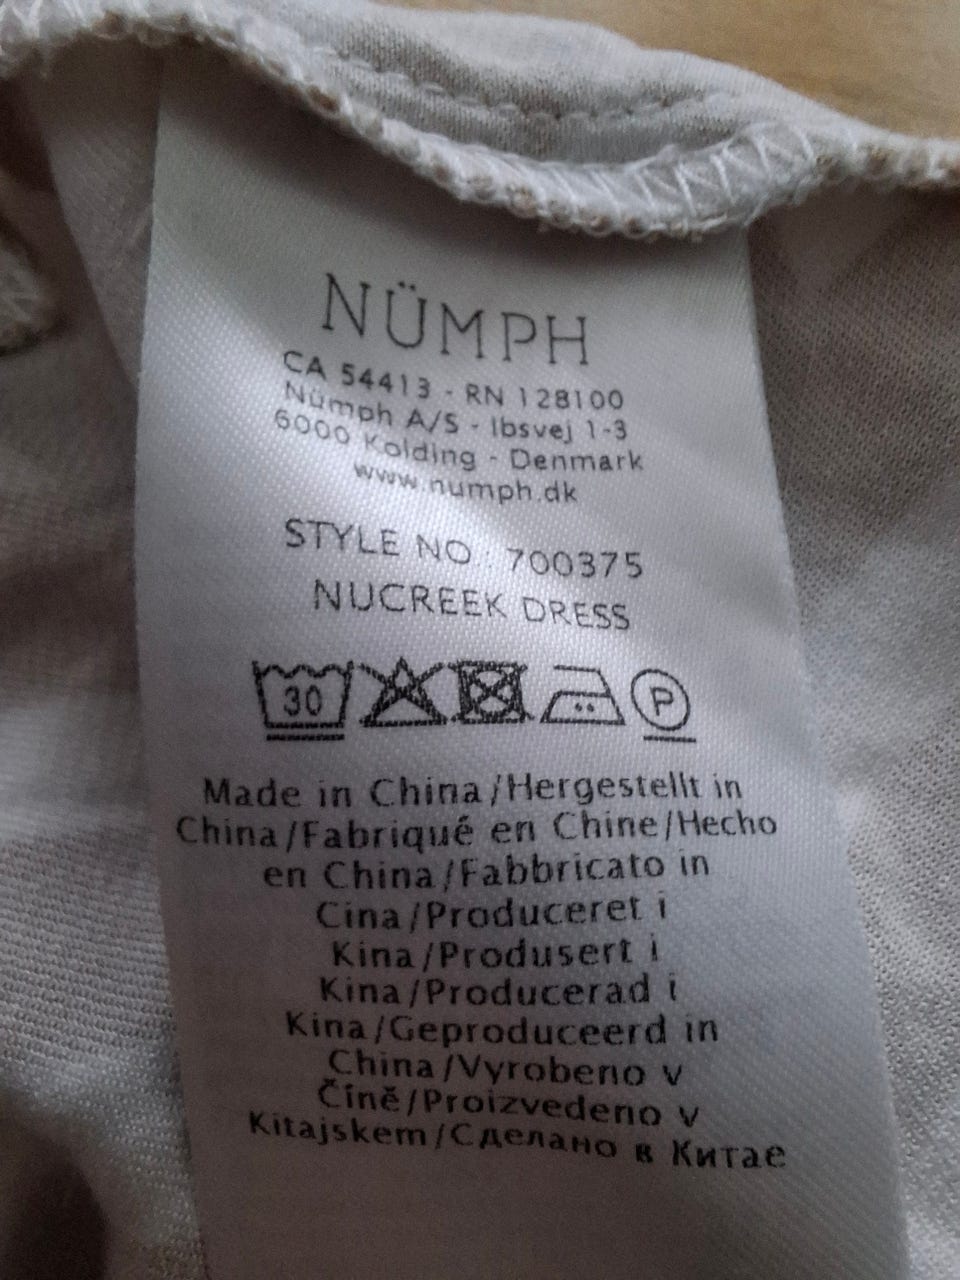 NÜMPH
CA 54413 - RN 128100
Nümph A/S - Ibsvej 1-3
6000 Kolding - Denmark
www.numph.dk
STYLE NO.: 700375
NUCREEK DRESS
30 P
Made in China/Hergestellt in
China/Fabriqué en Chine/Hecho
en China/Fabbricato in
Cina/Produceret i
Kina/Produsert i
Kina/Producerad i
Kina/Geproduceerd in
China/Vyrobeno v
Číně/Proizvedeno v
Kitajskem/Сделано в Китае